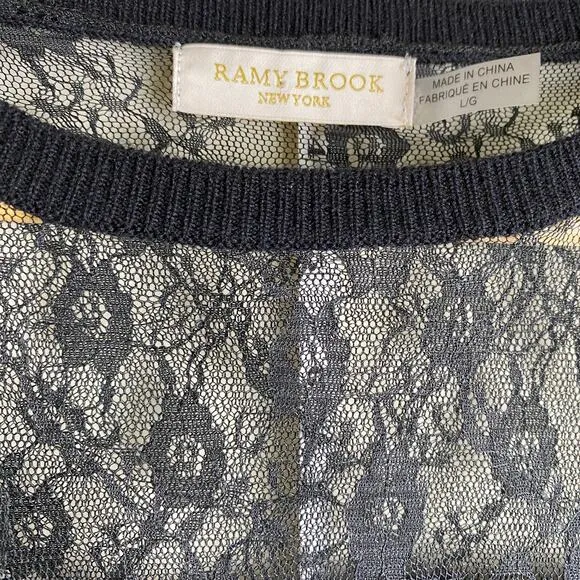 RAMY BROOK
NEW YORK
MADE IN CHINA
FABRIQUÉ EN CHINE
L/G